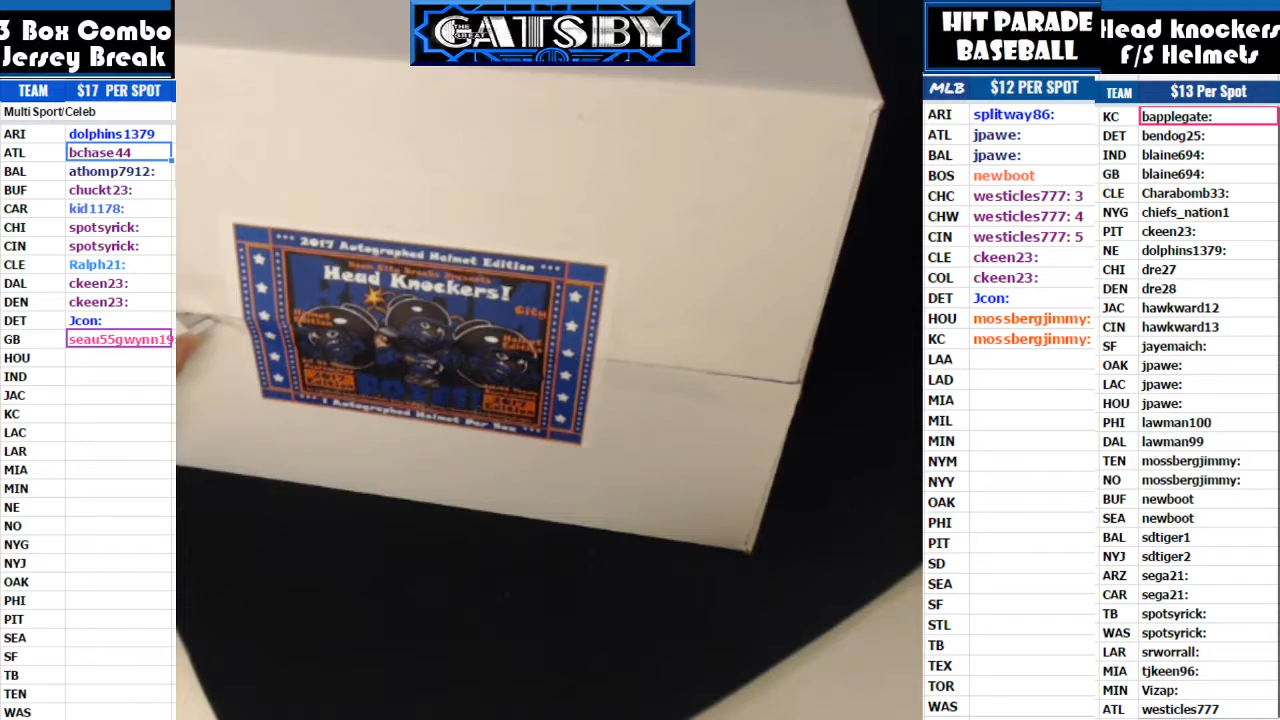 3 Box Combo
Jersey Break
TEAM $17 PER SPOT
Multi Sport/Celeb
ARI dolphins1379
ATL bchase44
BAL athomp7912:
BUF chuckt23:
CAR kid1178:
CHI spotsyrick:
CIN spotsyrick:
CLE Ralph21:
DAL ckeen23:
DEN ckeen23:
DET Jcon:
GB seau55gwynn19
HOU
IND
JAC
KC
LAC
LAR
MIA
MIN
NE
NO
NYG
NYJ
OAK
PHI
PIT
SEA
SF
TB
TEN
WAS
THE GREAT
GATSBY
2017 Autographed Helmet Edition
City Breaks Presents
Head Knockers!
1 Autographed Helmet Per Box
HIT PARADE
BASEBALL
MLB $12 PER SPOT
ARI splitway86:
ATL jpawe:
BAL jpawe:
BOS newboot
CHC westicles777: 3
CHW westicles777: 4
CIN westicles777: 5
CLE ckeen23:
COL ckeen23:
DET Jcon:
HOU mossbergjimmy:
KC mossbergjimmy:
LAA
LAD
MIA
MIL
MIN
NYM
NYY
OAK
PHI
PIT
SD
SEA
SF
STL
TB
TEX
TOR
WAS
Head knockers
F/S Helmets
TEAM $13 Per Spot
KC bapplegate:
DET bendog25:
IND blaine694:
GB blaine694:
CLE Charabomb33:
NYG chiefs_nation1
PIT ckeen23:
NE dolphins1379:
CHI dre27
DEN dre28
JAC hawkward12
CIN hawkward13
SF jayemaich:
OAK jpawe:
LAC jpawe:
HOU jpawe:
PHI lawman100
DAL lawman99
TEN mossbergjimmy:
NO mossbergjimmy:
BUF newboot
SEA newboot
BAL sdtiger1
NYJ sdtiger2
ARZ sega21:
CAR sega21:
TB spotsyrick:
WAS spotsyrick:
LAR srworrall:
MIA tjkeen96:
MIN Vizap:
ATL westicles777